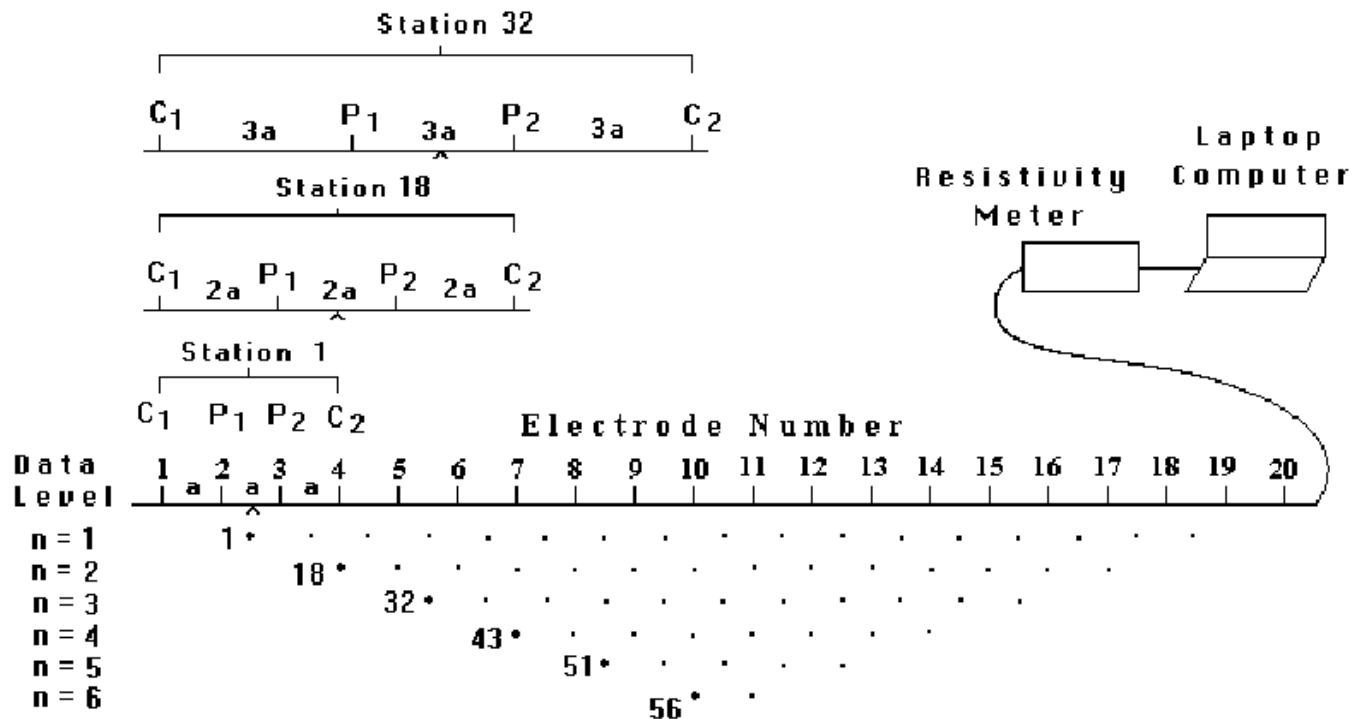 Station 32
C1 P1 P2 C2
3a 3a 3a
Station 18
C1 P1 P2 C2
2a 2a 2a
Station 1
C1 P1 P2 C2
Laptop
Computer
Resistivity
Meter
Electrode Number
Data
Level
1 2 3 4 5 6 7 8 9 10 11 12 13 14 15 16 17 18 19 20
a a a
n = 1 1
n = 2 18
n = 3 32
n = 4 43
n = 5 51
n = 6 56